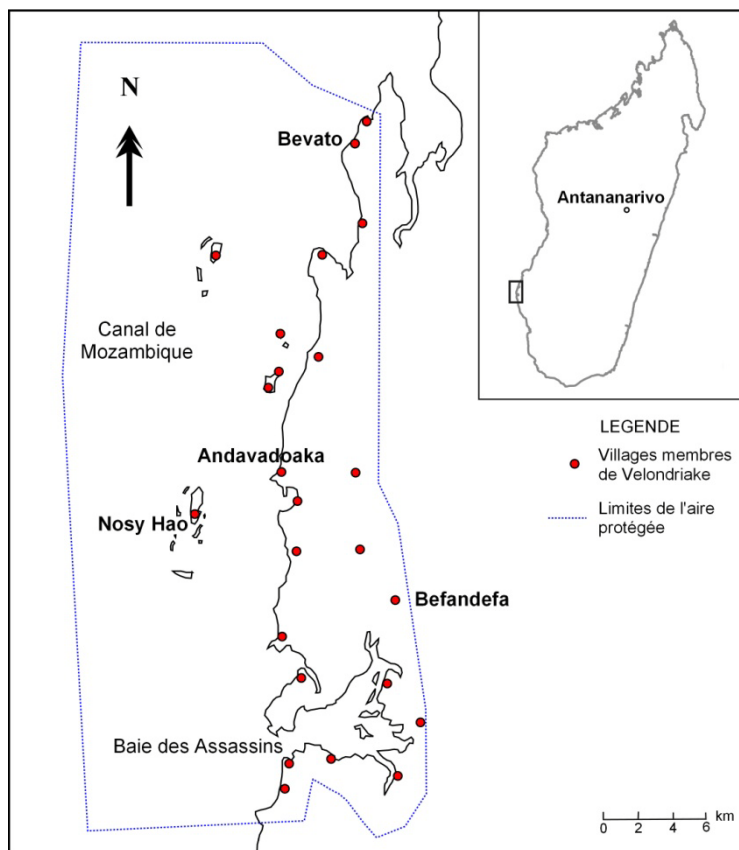 N
Bevato
Antananarivo
Canal de
Mozambique
LEGENDE
Villages membres
de Velondriake
Andavadoaka
Limites de l'aire
protégée
Nosy Hao
Befandefa
Baie des Assassins
km
0 2 4 6